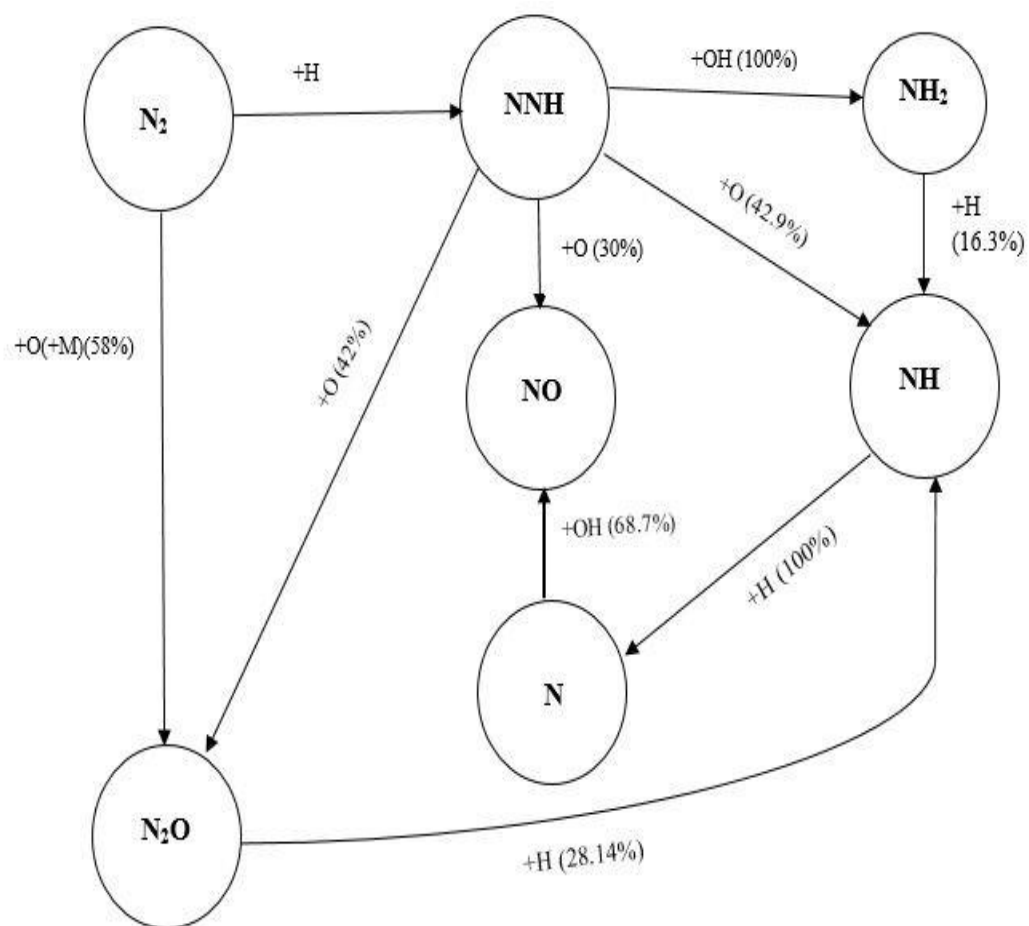 +H
+OH (100%)
N₂
NNH
NH₂
+O (42.9%)
+H
(16.3%)
+O (30%)
+O(+M)(58%)
+O (42%)
NO
NH
+OH (68.7%)
+H (100%)
N
N₂O
+H (28.14%)